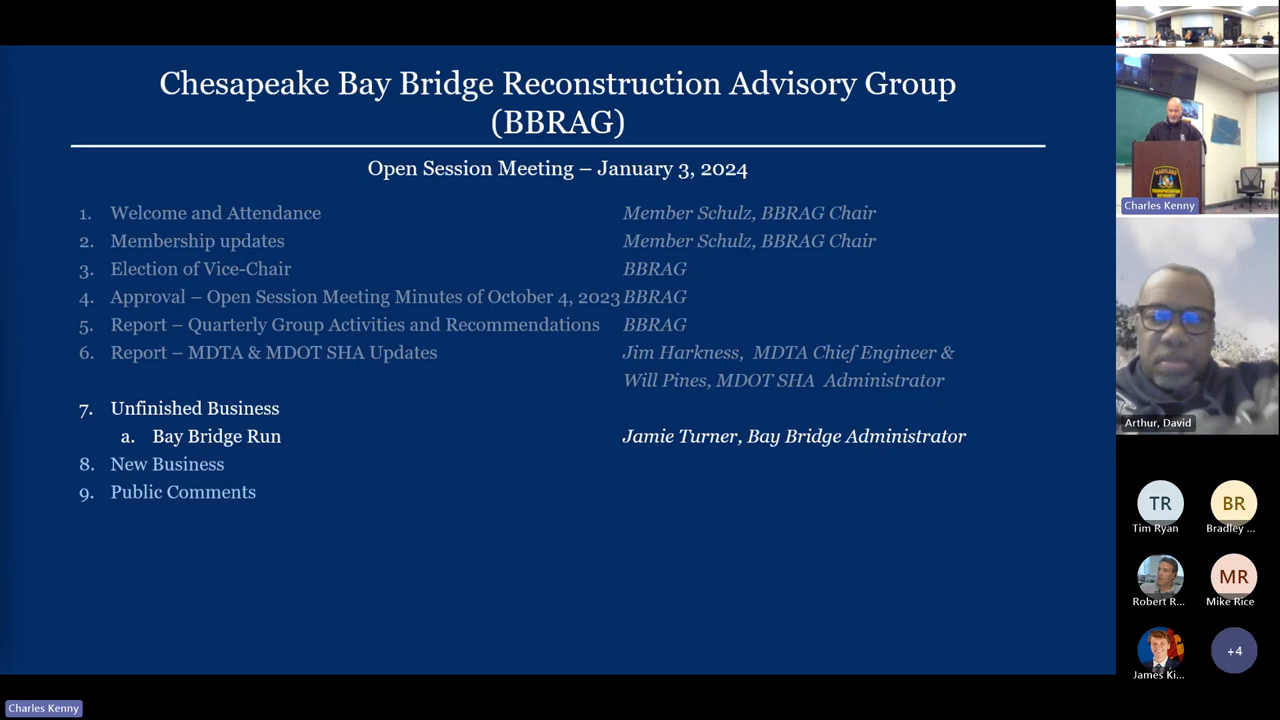 Chesapeake Bay Bridge Reconstruction Advisory Group
(BBRAG)
Open Session Meeting – January 3, 2024
1. Welcome and Attendance Member Schulz, BBRAG Chair
2. Membership updates Member Schulz, BBRAG Chair
3. Election of Vice-Chair BBRAG
4. Approval – Open Session Meeting Minutes of October 4, 2023 BBRAG
5. Report – Quarterly Group Activities and Recommendations BBRAG
6. Report – MDTA & MDOT SHA Updates Jim Harkness, MDTA Chief Engineer &
Will Pines, MDOT SHA Administrator
7. Unfinished Business
a. Bay Bridge Run Jamie Turner, Bay Bridge Administrator
8. New Business
9. Public Comments
MARYLAND
TRANSPORTATION
AUTHORITY
Charles Kenny
Arthur, David
TR BR
Tim Ryan Bradley ...
MR
Robert R... Mike Rice
+4
James Ki...
Charles Kenny